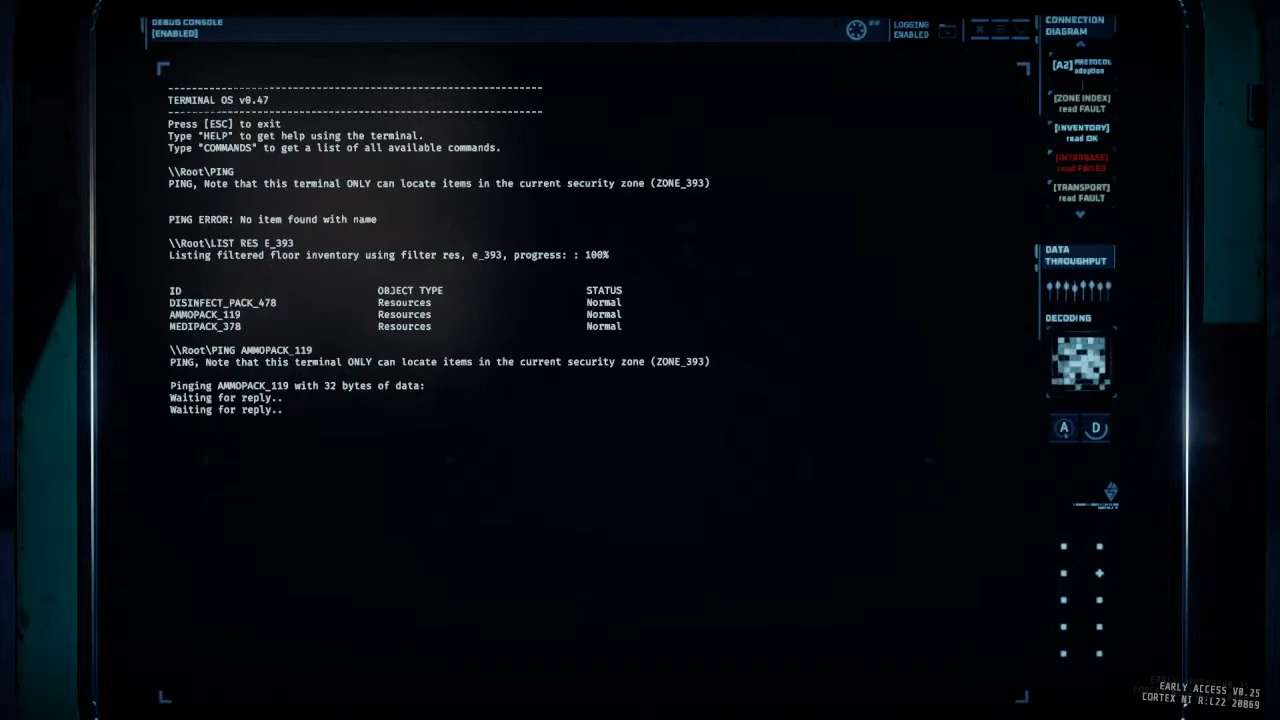 DEBUG CONSOLE
[ENABLED]
LOGGING
ENABLED
CONNECTION
DIAGRAM
[A2] PROTOCOL
adoption
[ZONE INDEX]
read FAULT
[INVENTORY]
read OK
[INTERBASE]
read FAILED
[TRANSPORT]
read FAULT
DATA
THROUGHPUT
DECODING
A D
---------------------------------------------------------------
TERMINAL OS v0.47
---------------------------------------------------------------
Press [ESC] to exit
Type "HELP" to get help using the terminal.
Type "COMMANDS" to get a list of all available commands.
\\Root\PING
PING, Note that this terminal ONLY can locate items in the current security zone (ZONE_393)
PING ERROR: No item found with name
\\Root\LIST RES E_393
Listing filtered floor inventory using filter res, e_393, progress: : 100%
ID OBJECT TYPE STATUS
DISINFECT_PACK_478 Resources Normal
AMMOPACK_119 Resources Normal
MEDIPACK_378 Resources Normal
\\Root\PING AMMOPACK_119
PING, Note that this terminal ONLY can locate items in the current security zone (ZONE_393)
Pinging AMMOPACK_119 with 32 bytes of data:
Waiting for reply..
Waiting for reply..
EARLY ACCESS V0.25
CORTEX NI R:L22 20869